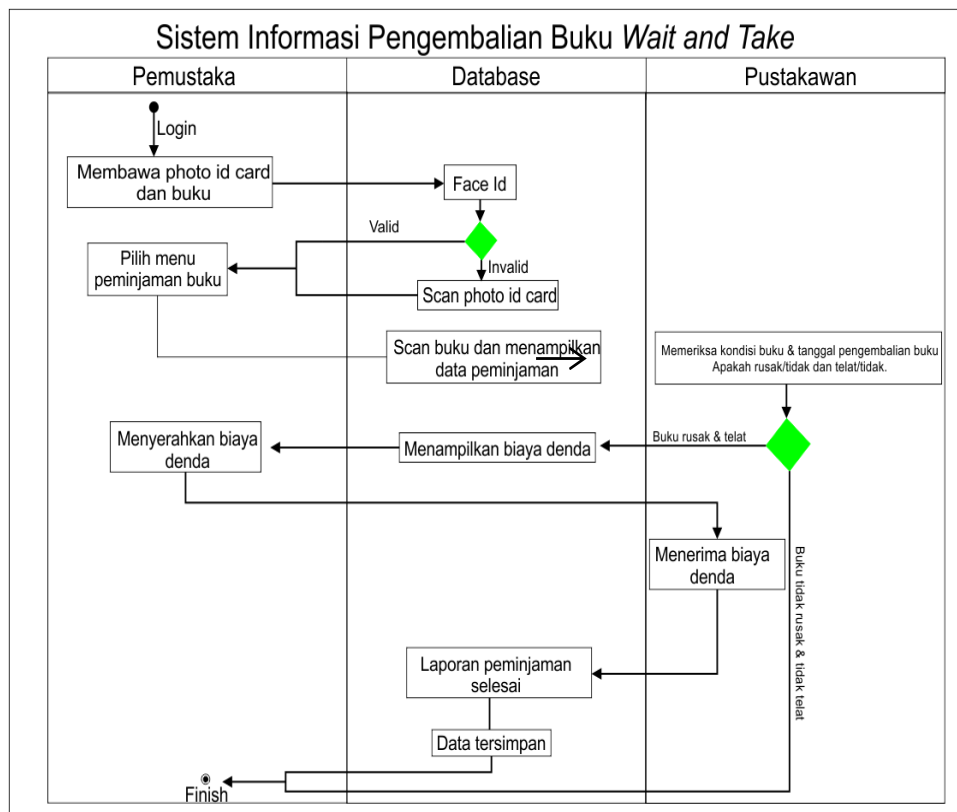 Sistem Informasi Pengembalian Buku Wait and Take
Pemustaka
Database
Pustakawan
Login
Membawa photo id card
dan buku
Face Id
Valid
Invalid
Pilih menu
peminjaman buku
Scan photo id card
Scan buku dan menampilkan
data peminjaman
Memeriksa kondisi buku & tanggal pengembalian buku
Apakah rusak/tidak dan telat/tidak.
Buku rusak & telat
Menampilkan biaya denda
Menyerahkan biaya
denda
Menerima biaya
denda
Buku tidak rusak & tidak telat
Laporan peminjaman
selesai
Data tersimpan
Finish